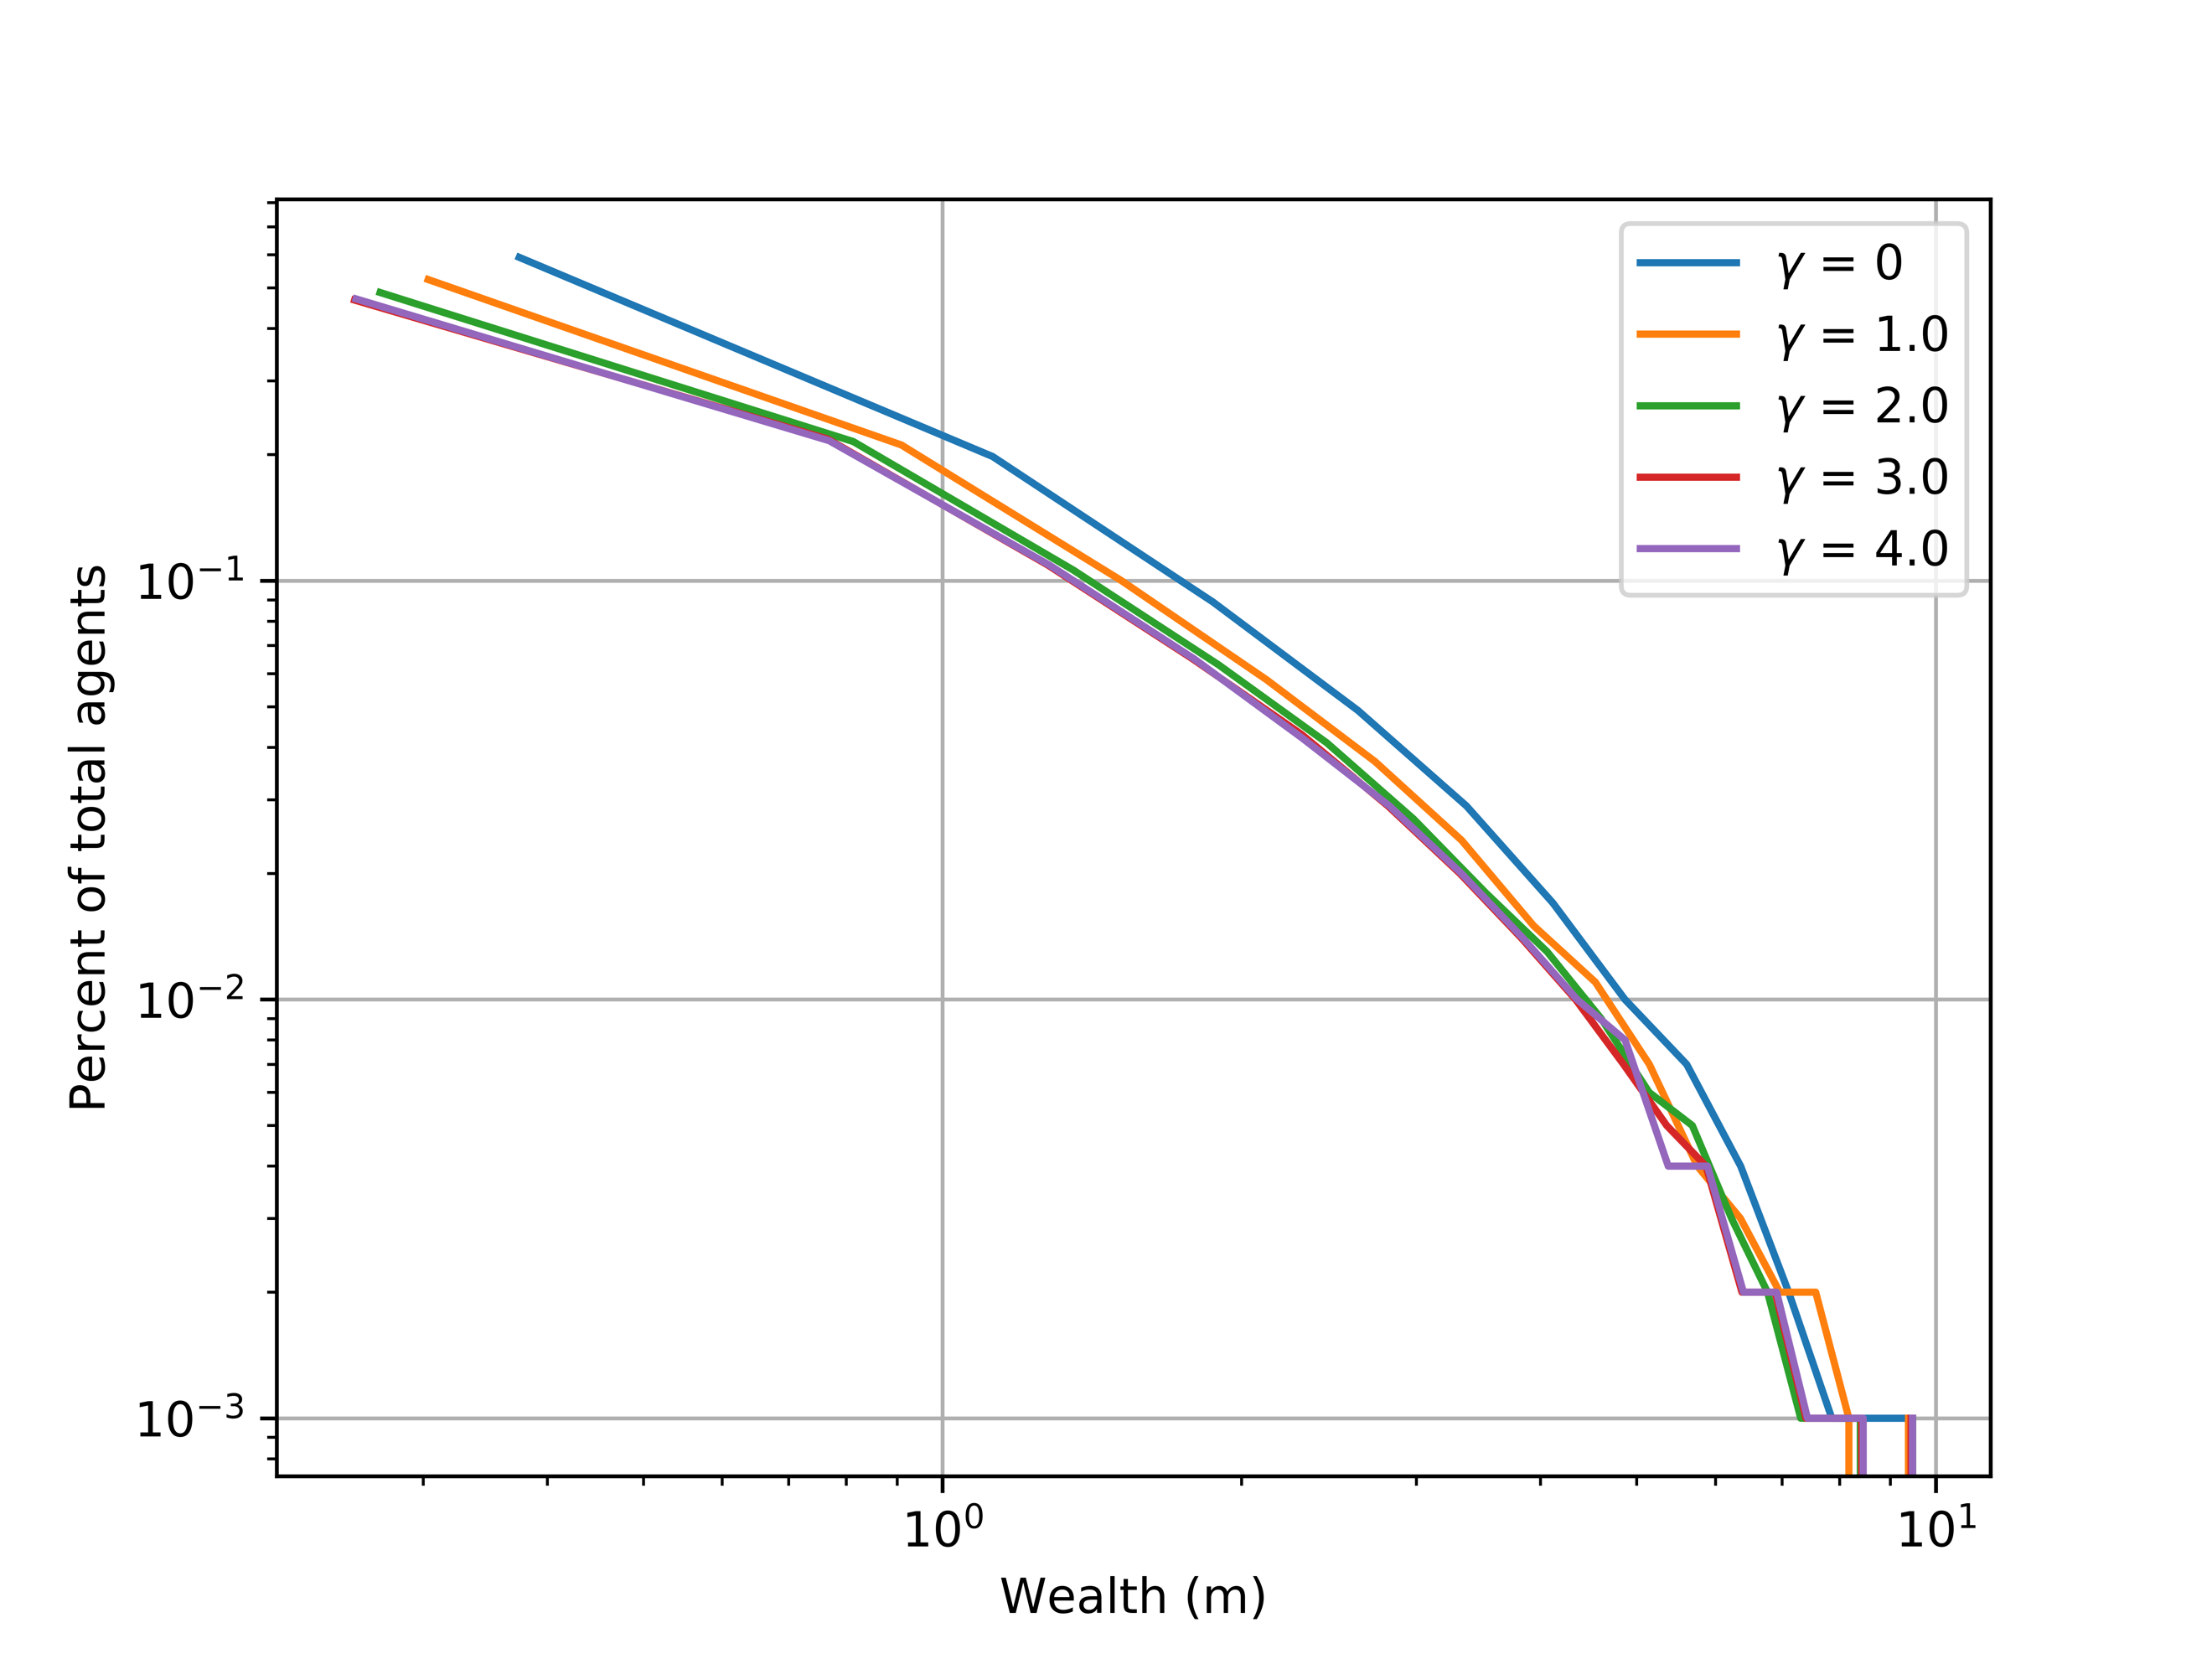 γ = 0
γ = 1.0
γ = 2.0
γ = 3.0
γ = 4.0
Percent of total agents
10⁻¹
10⁻²
10⁻³
10⁰
10¹
Wealth (m)